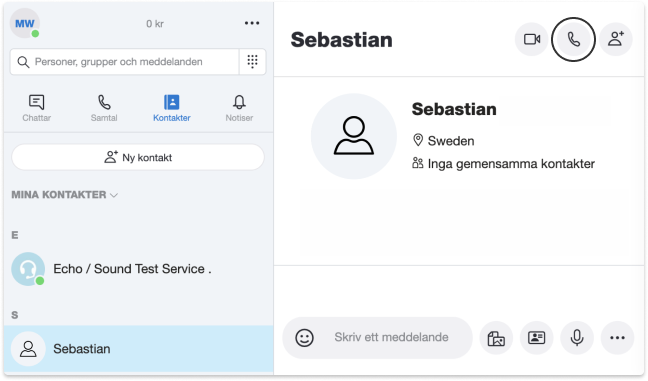 MW
0 kr
Personer, grupper och meddelanden
Chattar
Samtal
Kontakter
Notiser
Ny kontakt
MINA KONTAKTER
E
Echo / Sound Test Service .
S
Sebastian
Sebastian
Sebastian
Sweden
Inga gemensamma kontakter
Skriv ett meddelande